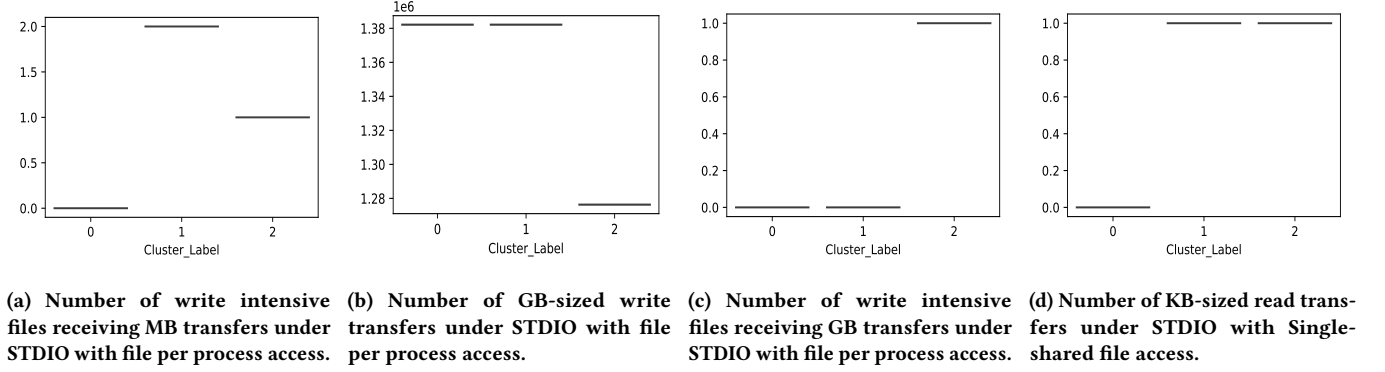 2.0
1.5
1.0
0.5
0.0
0 1 2
Cluster_Label
1e6
1.38
1.36
1.34
1.32
1.30
1.28
0 1 2
Cluster_Label
1.0
0.8
0.6
0.4
0.2
0.0
0 1 2
Cluster_Label
1.0
0.8
0.6
0.4
0.2
0.0
0 1 2
Cluster_Label
(a) Number of write intensive
files receiving MB transfers under
STDIO with file per process access.
(b) Number of GB-sized write
transfers under STDIO with file
per process access.
(c) Number of write intensive
files receiving GB transfers under
STDIO with file per process access.
(d) Number of KB-sized read trans-
fers under STDIO with Single-
shared file access.